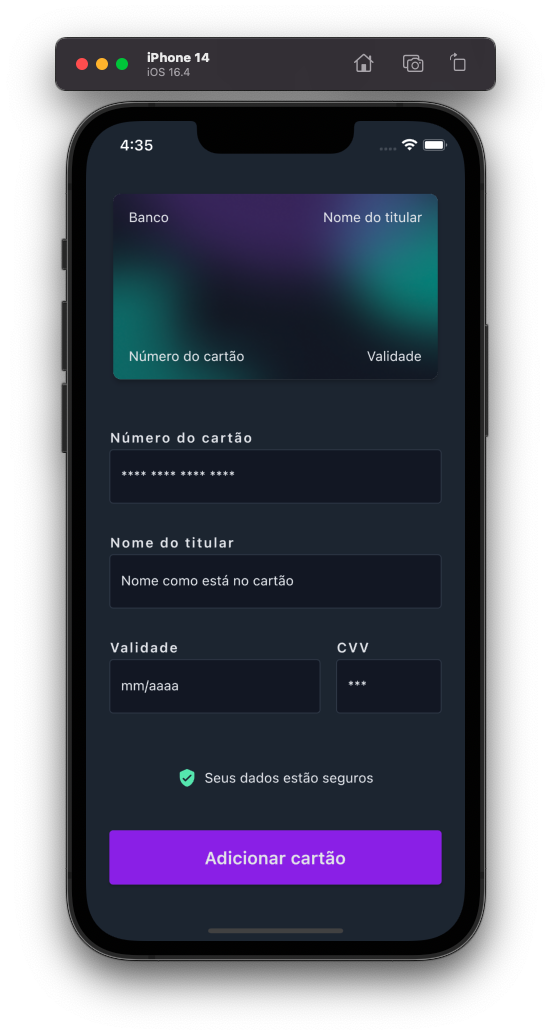 iPhone 14
iOS 16.4
4:35
Banco
Nome do titular
Número do cartão
Validade
Número do cartão
**** **** **** ****
Nome do titular
Nome como está no cartão
Validade
CVV
mm/aaaa
***
Seus dados estão seguros
Adicionar cartão